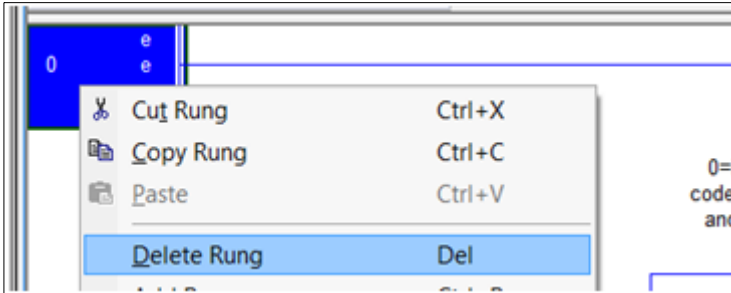 e
0 e
Cut Rung Ctrl+X
Copy Rung Ctrl+C
Paste Ctrl+V
0=
code
and
Delete Rung Del